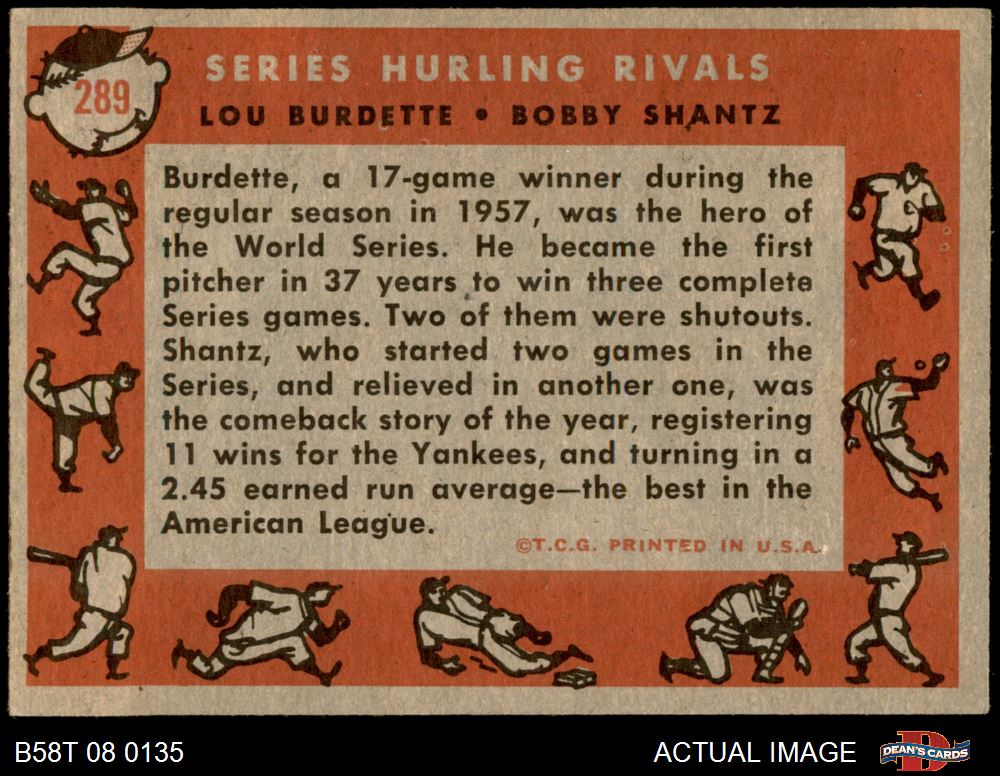 289
SERIES HURLING RIVALS
LOU BURDETTE • BOBBY SHANTZ
Burdette, a 17-game winner during the
regular season in 1957, was the hero of
the World Series. He became the first
pitcher in 37 years to win three complete
Series games. Two of them were shutouts.
Shantz, who started two games in the
Series, and relieved in another one, was
the comeback story of the year, registering
11 wins for the Yankees, and turning in a
2.45 earned run average—the best in the
American League.
©T.C.G. PRINTED IN U.S.A.
B58T 08 0135
ACTUAL IMAGE
D
DEAN'S CARDS